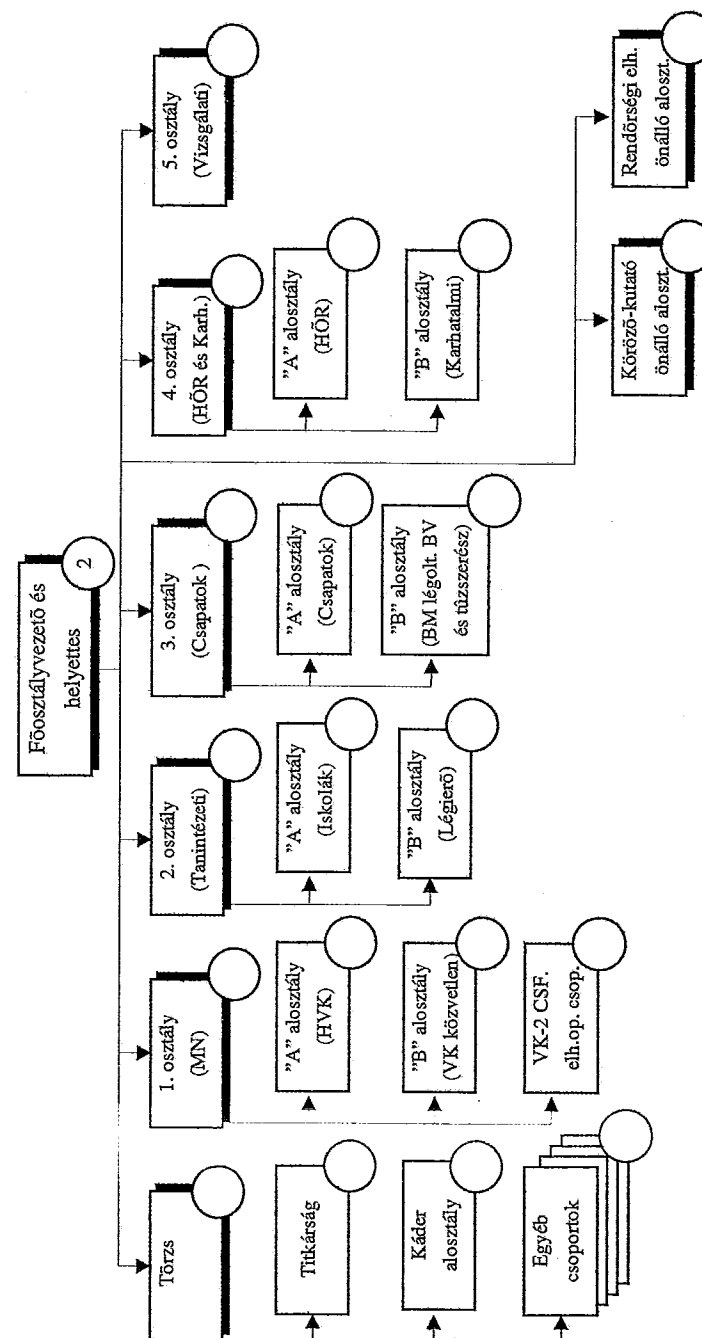 Főosztályvezető és
helyettes
2
Törzs
Titkárság
Káder
alosztály
Egyéb
csoportok
1. osztály
(MN)
"A" alosztály
(HVK)
"B" alosztály
(VK közvetlen)
VK-2 CSF.
elh.op. csop.
2. osztály
(Tanintézeti)
"A" alosztály
(Iskolák)
"B" alosztály
(Légierő)
3. osztály
(Csapatok )
"A" alosztály
(Csapatok)
"B" alosztály
(BM légolt. BV
és tűzszerész)
4. osztály
(HŐR és Karh.)
"A" alosztály
(HŐR)
"B" alosztály
(Karhatalmi)
5. osztály
(Vizsgálati)
Köröző-kutató
önálló aloszt.
Rendőrségi elh.
önálló aloszt.